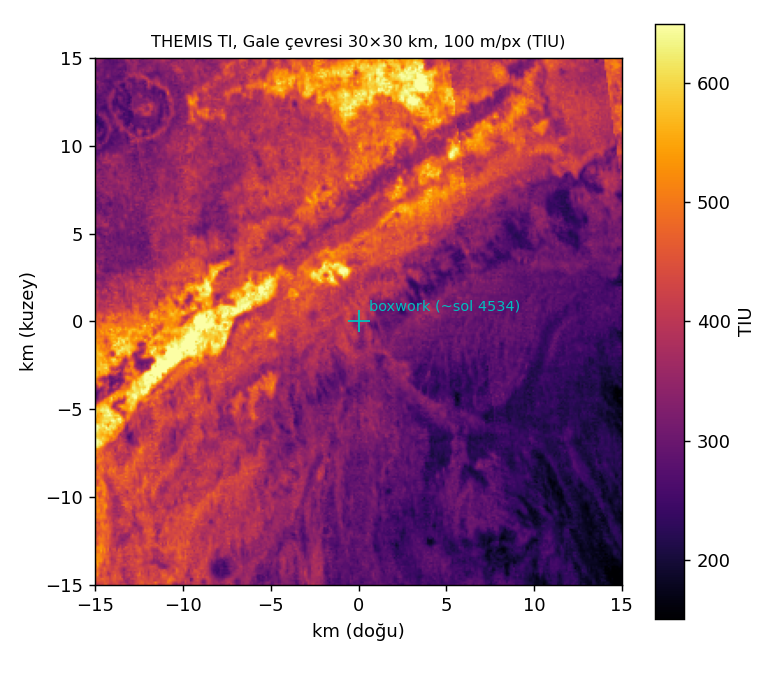 THEMIS TI, Gale çevresi 30×30 km, 100 m/px (TIU)
15
10
5
0
−5
−10
−15
km (kuzey)
boxwork (~sol 4534)
−15 −10 −5 0 5 10 15
km (doğu)
600
500
400
300
200
TIU